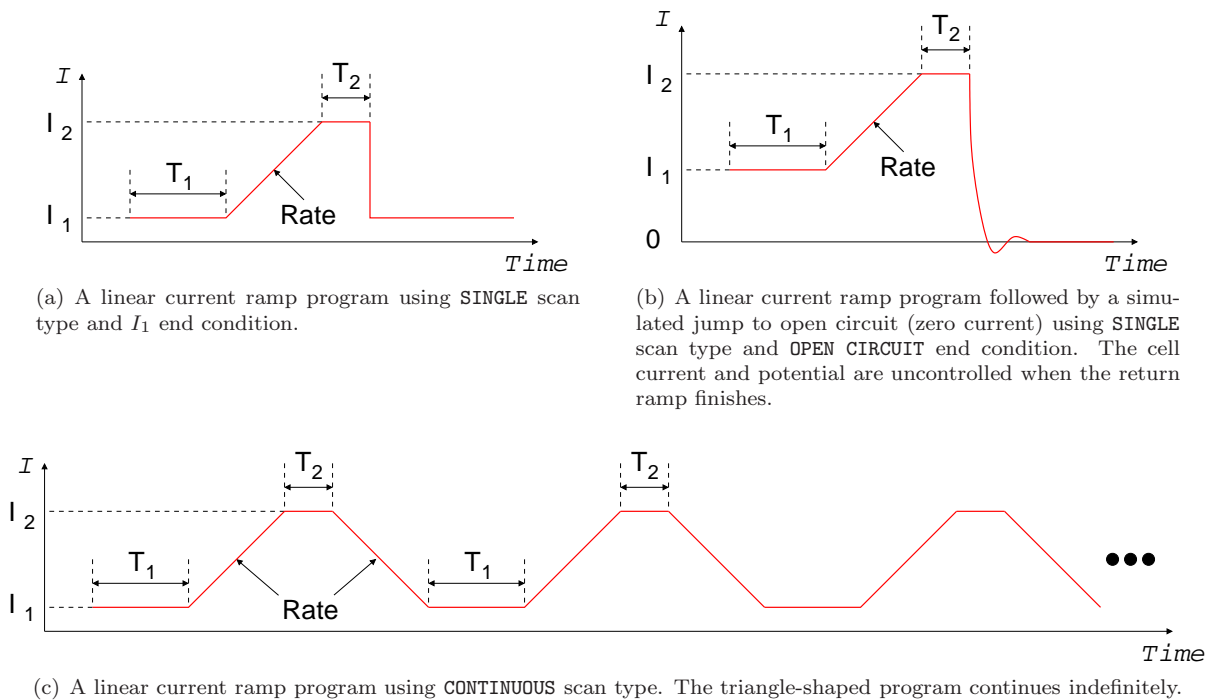 I
T2
I2
T1
Rate
I1
Time
(a) A linear current ramp program using SINGLE scan
type and I1 end condition.
I
T2
I2
T1
Rate
I1
0
Time
(b) A linear current ramp program followed by a simu-
lated jump to open circuit (zero current) using SINGLE
scan type and OPEN CIRCUIT end condition. The cell
current and potential are uncontrolled when the return
ramp finishes.
I
T2
T2
I2
T1
T1
Rate
I1
Time
(c) A linear current ramp program using CONTINUOUS scan type. The triangle-shaped program continues indefinitely.